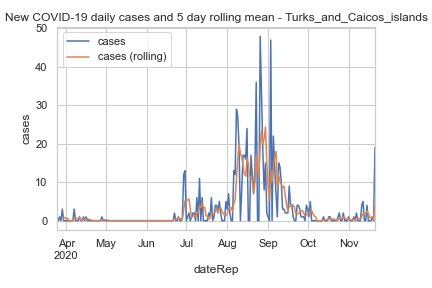 New COVID-19 daily cases and 5 day rolling mean - Turks_and_Caicos_islands
cases
cases (rolling)
50
40
30
20
10
0
cases
Apr May Jun Jul Aug Sep Oct Nov
2020
dateRep